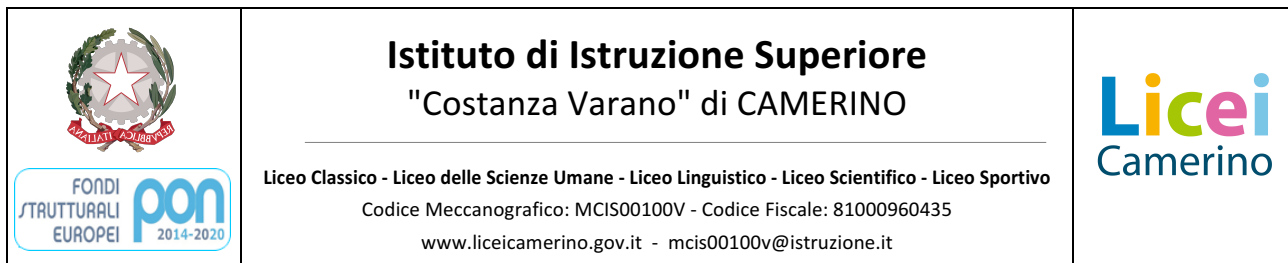 REPVBBLICA ITALIANA
FONDI
STRUTTURALI
EUROPEI
pon
2014-2020
Istituto di Istruzione Superiore
"Costanza Varano" di CAMERINO
Liceo Classico - Liceo delle Scienze Umane - Liceo Linguistico - Liceo Scientifico - Liceo Sportivo
Codice Meccanografico: MCIS00100V - Codice Fiscale: 81000960435
www.liceicamerino.gov.it - mcis00100v@istruzione.it
Licei
Camerino